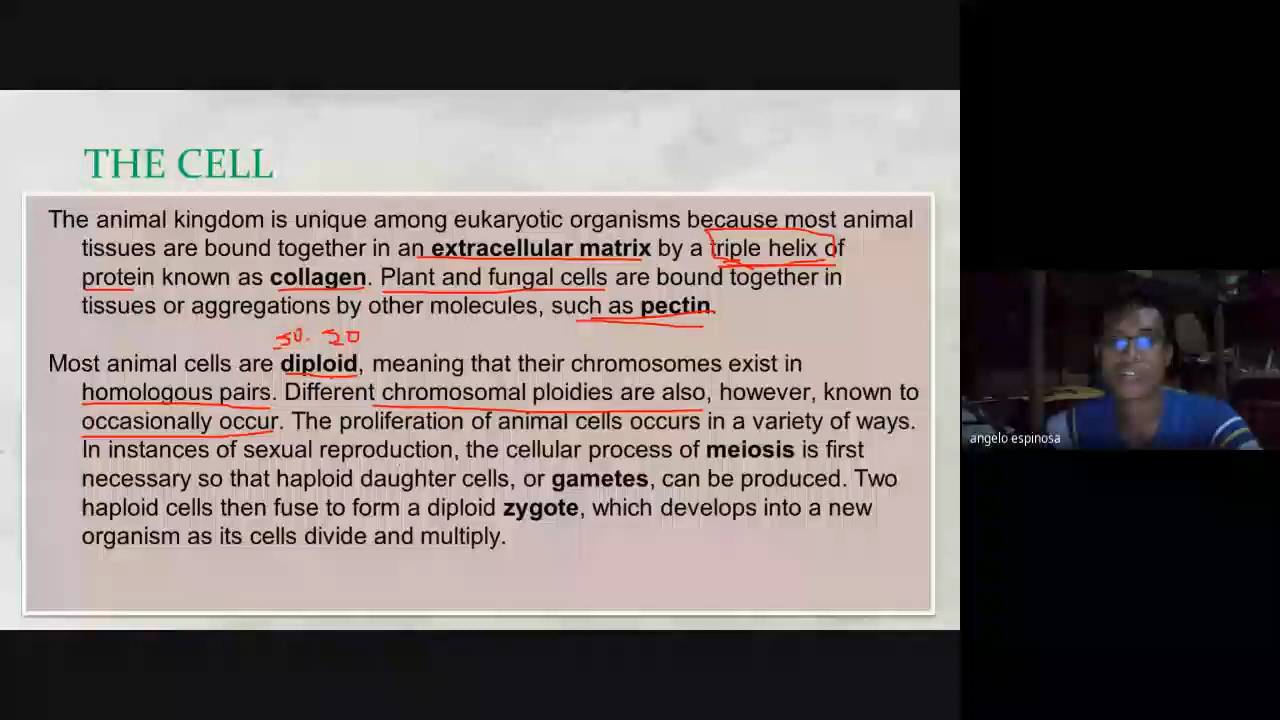 THE CELL
The animal kingdom is unique among eukaryotic organisms because most animal
tissues are bound together in an extracellular matrix by a triple helix of
protein known as collagen. Plant and fungal cells are bound together in
tissues or aggregations by other molecules, such as pectin.
50. 50
Most animal cells are diploid, meaning that their chromosomes exist in
homologous pairs. Different chromosomal ploidies are also, however, known to
occasionally occur. The proliferation of animal cells occurs in a variety of ways.
In instances of sexual reproduction, the cellular process of meiosis is first
necessary so that haploid daughter cells, or gametes, can be produced. Two
haploid cells then fuse to form a diploid zygote, which develops into a new
organism as its cells divide and multiply.
angelo espinosa